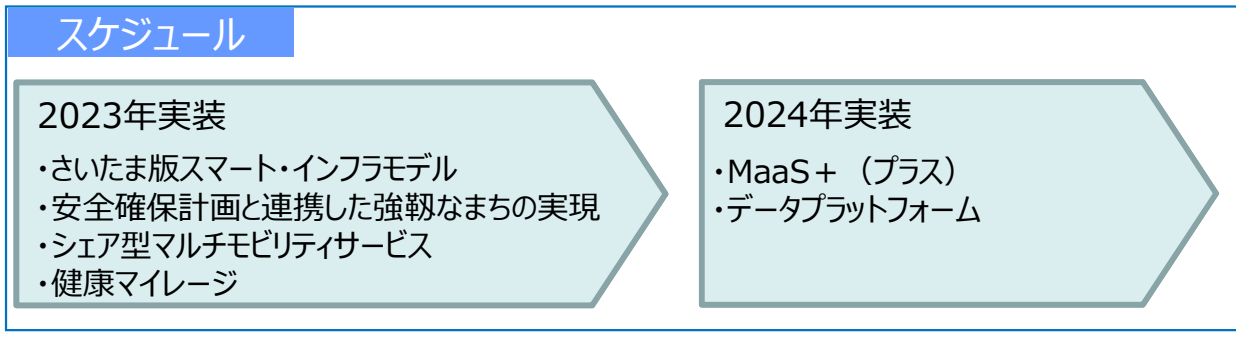 スケジュール
2023年実装
・さいたま版スマート・インフラモデル
・安全確保計画と連携した強靱なまちの実現
・シェア型マルチモビリティサービス
・健康マイレージ
2024年実装
・MaaS＋（プラス）
・データプラットフォーム